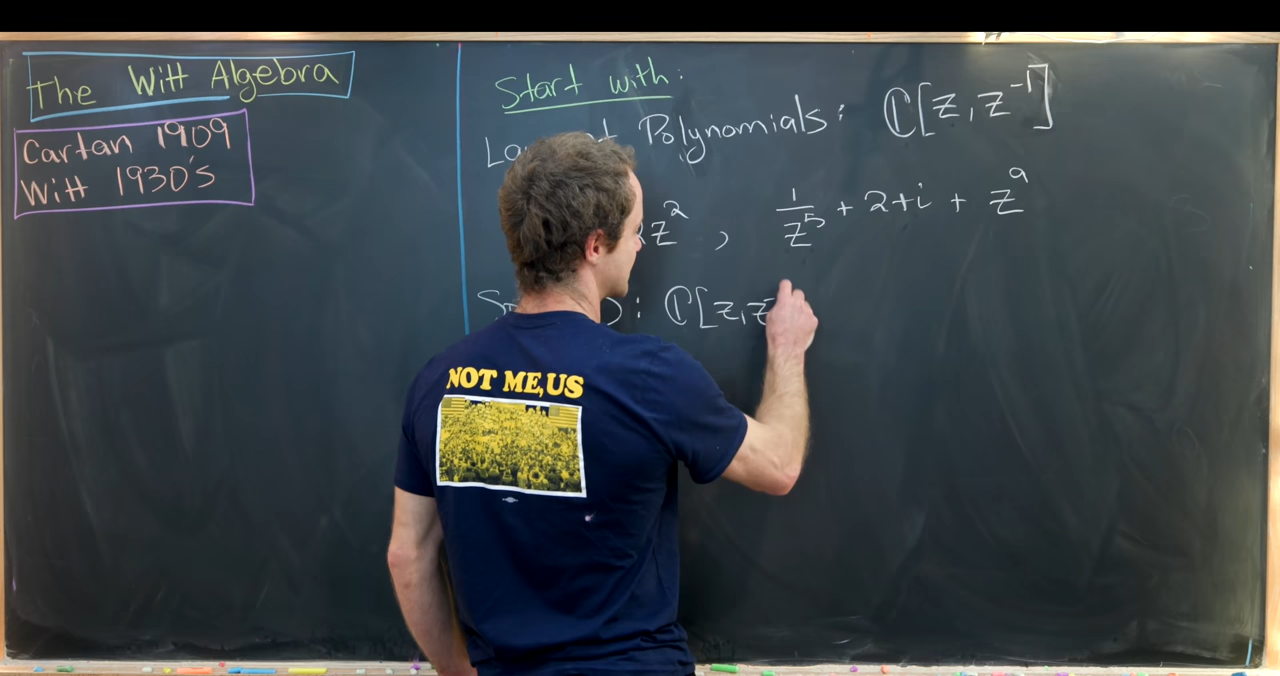 The Witt Algebra
Cartan 1909
Witt 1930's
Start with:
Polynomials: ℂ[z, z⁻¹]
z², 1/z⁵ + 2+i + z⁹
: ℂ[z, z
NOT ME, US